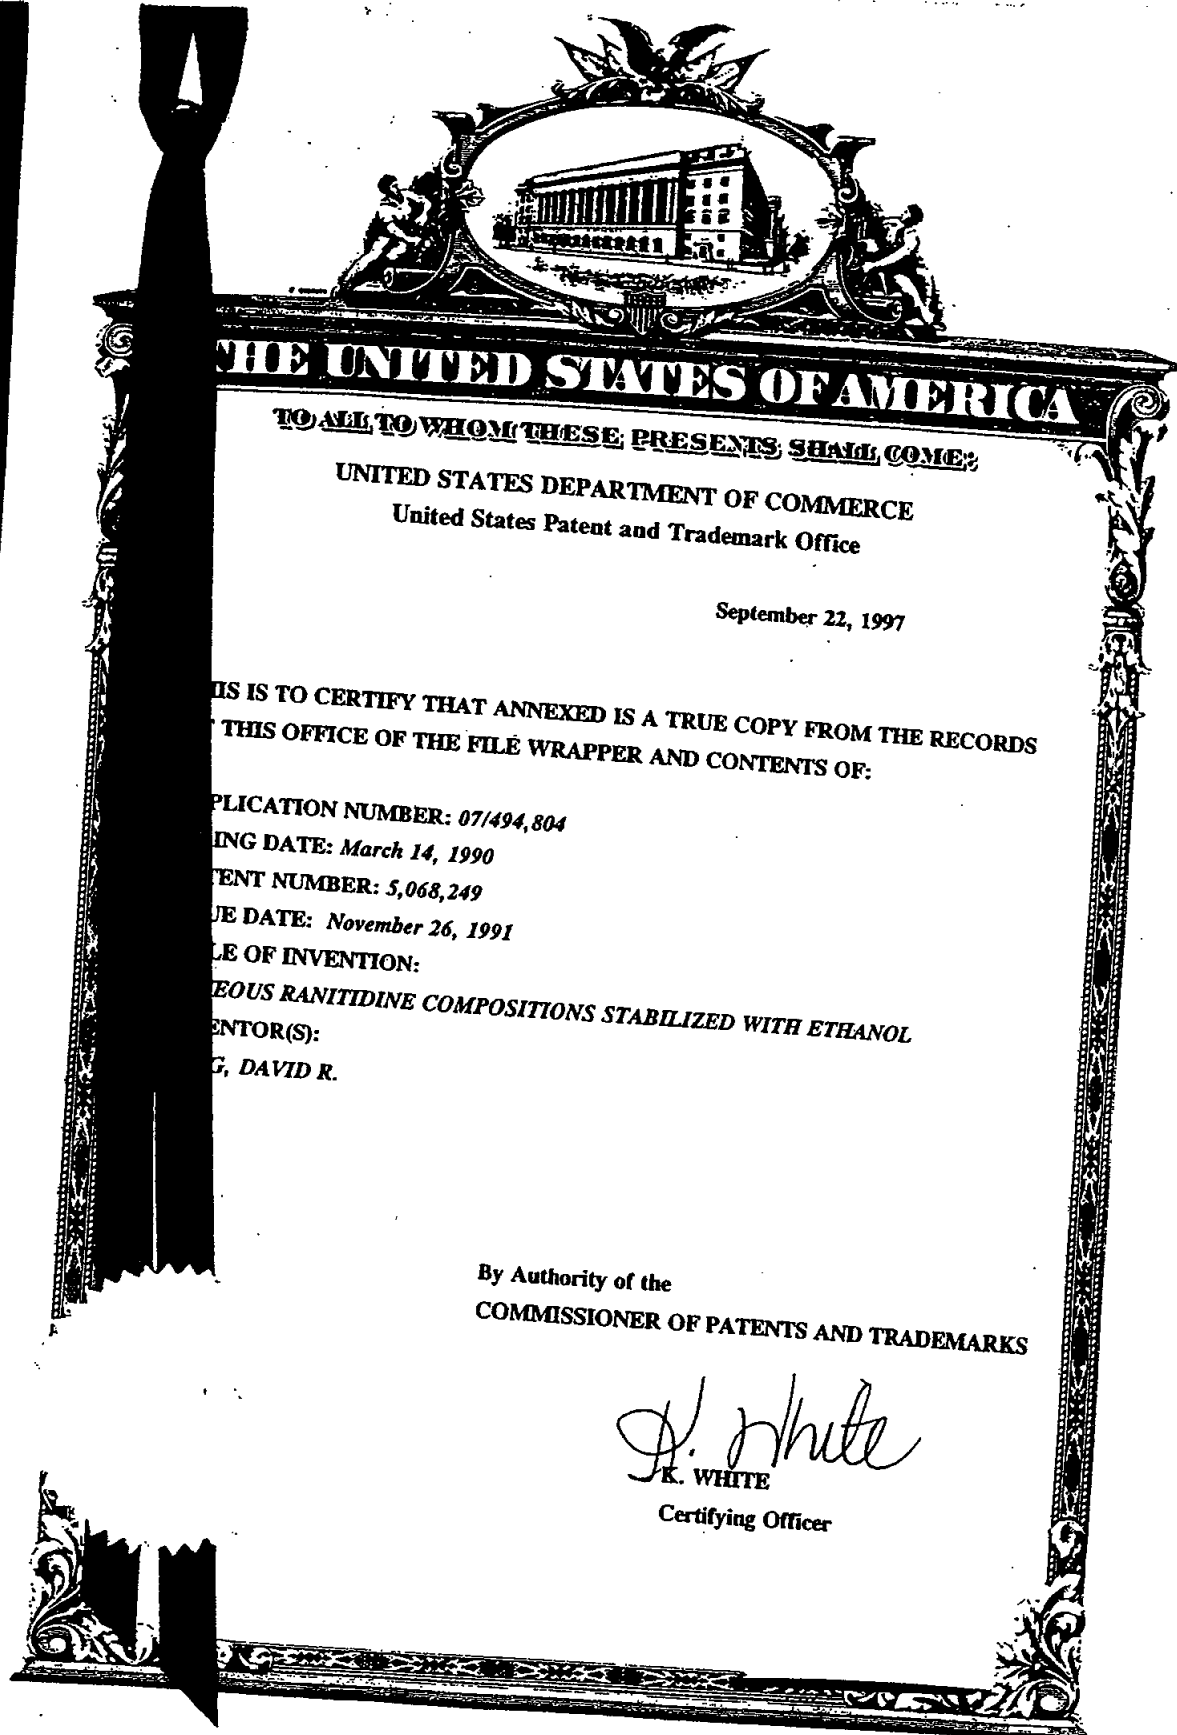 THE UNITED STATES OF AMERICA
TO ALL TO WHOM THESE PRESENTS SHALL COME:
UNITED STATES DEPARTMENT OF COMMERCE
United States Patent and Trademark Office
September 22, 1997
IS IS TO CERTIFY THAT ANNEXED IS A TRUE COPY FROM THE RECORDS
THIS OFFICE OF THE FILE WRAPPER AND CONTENTS OF:
PLICATION NUMBER: 07/494,804
ING DATE: March 14, 1990
TENT NUMBER: 5,068,249
UE DATE: November 26, 1991
LE OF INVENTION:
EOUS RANITIDINE COMPOSITIONS STABILIZED WITH ETHANOL
ENTOR(S):
G, DAVID R.
By Authority of the
COMMISSIONER OF PATENTS AND TRADEMARKS
K. White
K. WHITE
Certifying Officer